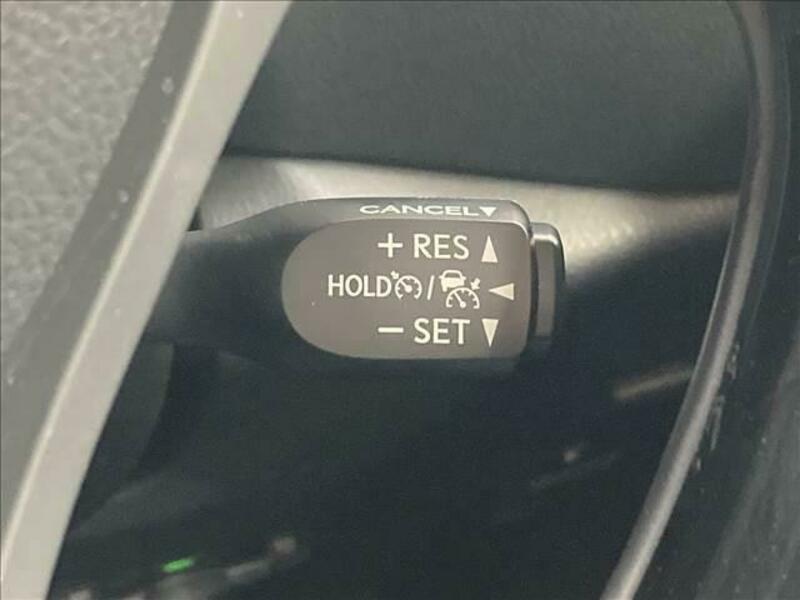 CANCEL▼
+ RES ▲
HOLD / ◀
− SET ▼